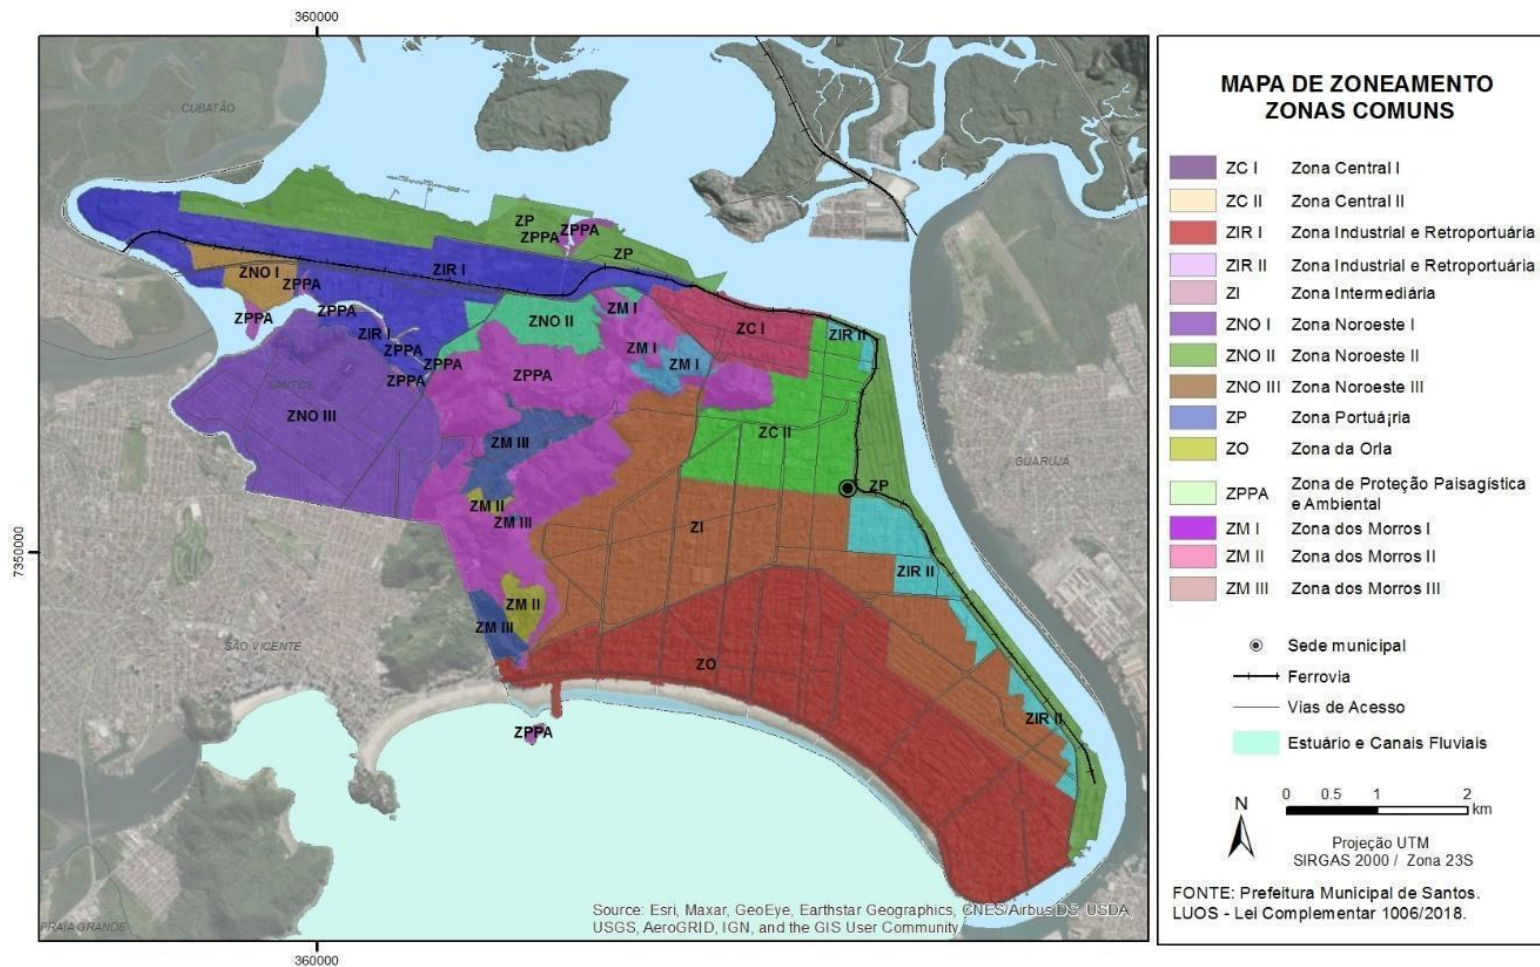 360000
CUBATÃO
ZP
ZPPA
ZPPA
ZP
ZIR I
ZNO I
ZPPA
ZPPA
ZPPA
ZM I
ZNO II
ZC I
ZIR II
ZIR I
ZM I
ZPPA
ZPPA
ZM I
ZPPA
ZPPA
SANTOS
ZNO III
ZC II
ZM III
GUARUJÁ
ZP
ZM II
ZM III
ZI
7350000
ZIR II
ZM II
ZM III
SÃO VICENTE
ZO
ZIR II
ZPPA
PRAIA GRANDE
Source: Esri, Maxar, GeoEye, Earthstar Geographics, CNES/Airbus DS, USDA,
USGS, AeroGRID, IGN, and the GIS User Community
360000
MAPA DE ZONEAMENTO
ZONAS COMUNS
ZC I Zona Central I
ZC II Zona Central II
ZIR I Zona Industrial e Retroportuária
ZIR II Zona Industrial e Retroportuária
ZI Zona Intermediária
ZNO I Zona Noroeste I
ZNO II Zona Noroeste II
ZNO III Zona Noroeste III
ZP Zona Portuá¡ria
ZO Zona da Orla
ZPPA Zona de Proteção Paisagística
e Ambiental
ZM I Zona dos Morros I
ZM II Zona dos Morros II
ZM III Zona dos Morros III
Sede municipal
Ferrovia
Vias de Acesso
Estuário e Canais Fluviais
N
0 0.5 1 2
km
Projeção UTM
SIRGAS 2000 / Zona 23S
FONTE: Prefeitura Municipal de Santos.
LUOS - Lei Complementar 1006/2018.